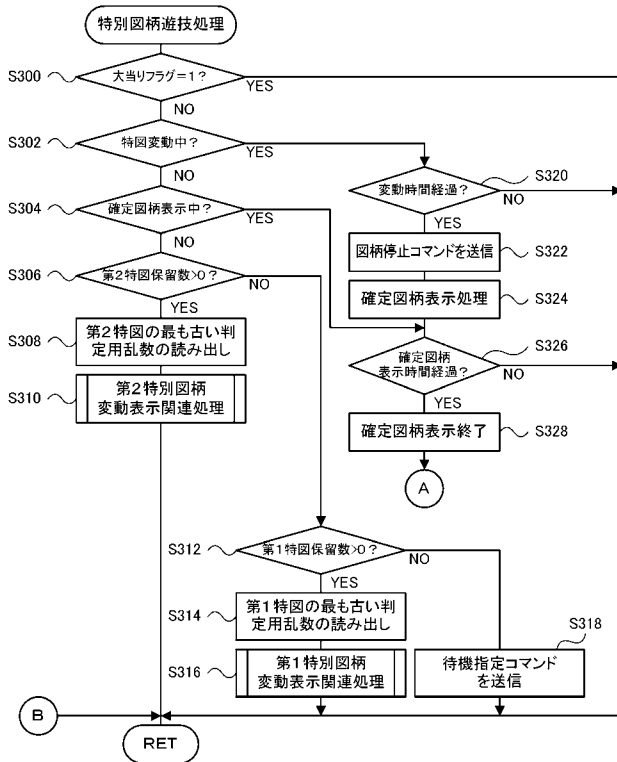 特別図柄遊技処理
S300
大当りフラグ=1？
YES
NO
S302
特図変動中？
YES
NO
S304
確定図柄表示中？
YES
NO
S306
第2特図保留数>0？
NO
YES
S308
第2特図の最も古い判
定用乱数の読み出し
S310
第2特別図柄
変動表示関連処理
S320
変動時間経過？
NO
YES
図柄停止コマンドを送信
S322
確定図柄表示処理
S324
S326
確定図柄
表示時間経過？
NO
YES
確定図柄表示終了
S328
A
S312
第1特図保留数>0？
NO
YES
S314
第1特図の最も古い判
定用乱数の読み出し
S316
第1特別図柄
変動表示関連処理
S318
待機指定コマンド
を送信
B
RET